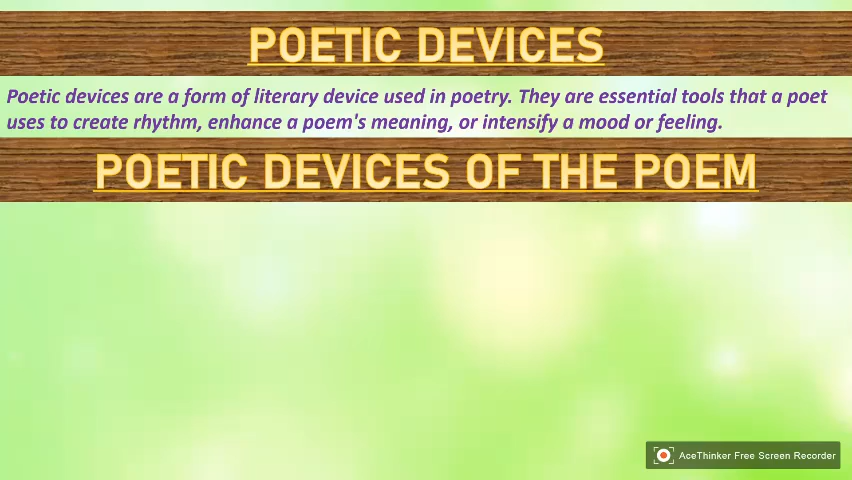 POETIC DEVICES
Poetic devices are a form of literary device used in poetry. They are essential tools that a poet
uses to create rhythm, enhance a poem's meaning, or intensify a mood or feeling.
POETIC DEVICES OF THE POEM
AceThinker Free Screen Recorder